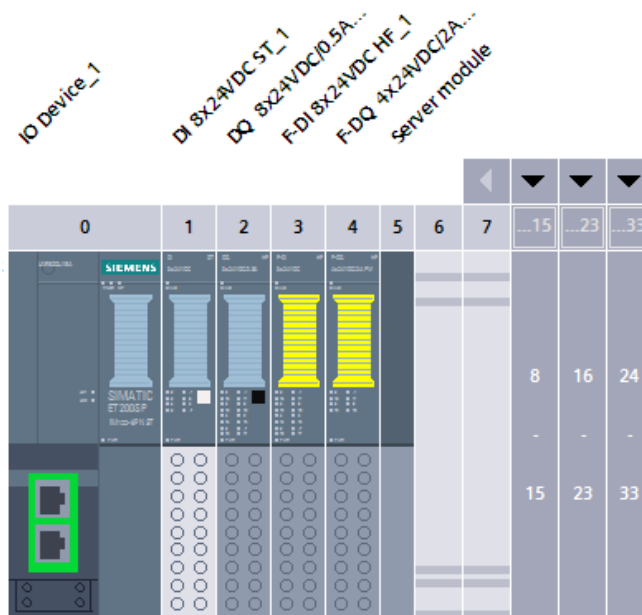 IO Device_1
DI 8x24VDC ST_1
DQ 8x24VDC/0.5A...
F-DI 8x24VDC HF_1
F-DQ 4x24VDC/2A...
Server module
0 1 2 3 4 5 6 7 ...15 ...23 ...33
SIEMENS
SIMATIC
ET 200SP
8 16 24
- - -
15 23 33